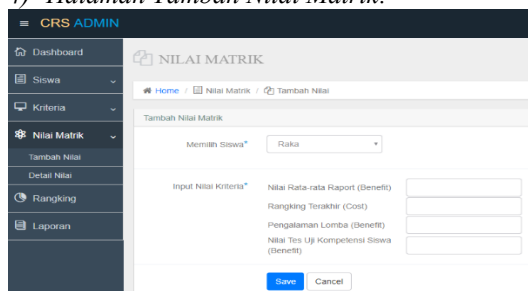 4) Halaman Tambah Nilai Matrik.
≡ CRS ADMIN
Dashboard
Siswa
Kriteria
Nilai Matrik
Tambah Nilai
Detail Nilai
Rangking
Laporan
NILAI MATRIK
Home / Nilai Matrik / Tambah Nilai
Tambah Nilai Matrik
Memilih Siswa* Raka
Input Nilai Kriteria* Nilai Rata-rata Raport (Benefit)
Rangking Terakhir (Cost)
Pengalaman Lomba (Benefit)
Nilai Tes Uji Kompetensi Siswa
(Benefit)
Save Cancel